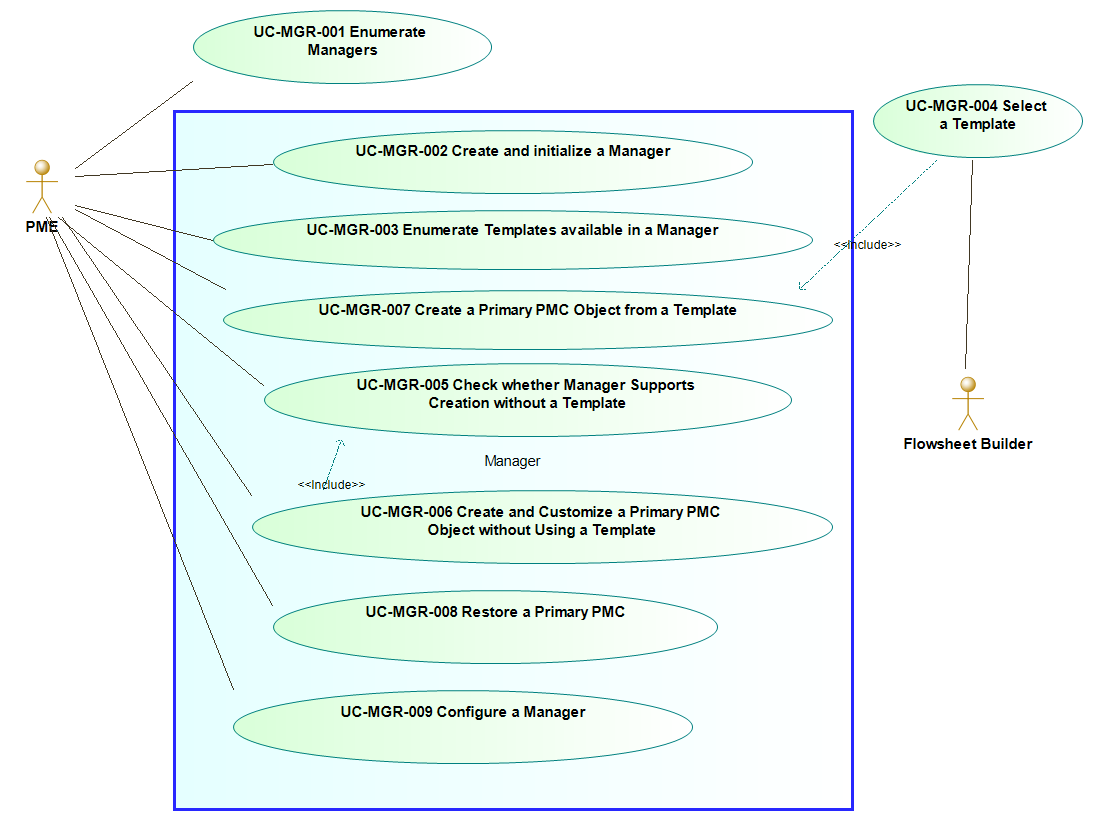 UC-MGR-001 Enumerate
Managers
UC-MGR-004 Select
a Template
UC-MGR-002 Create and initialize a Manager
PME
UC-MGR-003 Enumerate Templates available in a Manager
<<Include>>
UC-MGR-007 Create a Primary PMC Object from a Template
UC-MGR-005 Check whether Manager Supports
Creation without a Template
Flowsheet Builder
Manager
<<Include>>
UC-MGR-006 Create and Customize a Primary PMC
Object without Using a Template
UC-MGR-008 Restore a Primary PMC
UC-MGR-009 Configure a Manager